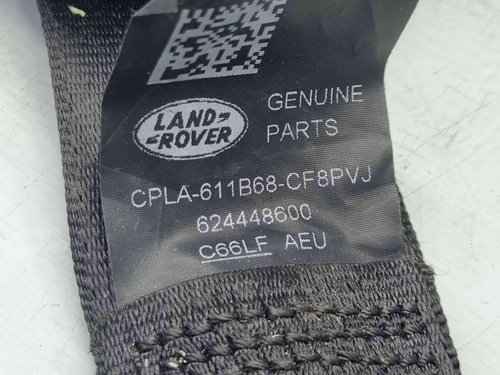 LAND-
-ROVER
GENUINE
PARTS
CPLA-611B68-CF8PVJ
624448600
C66LF AEU